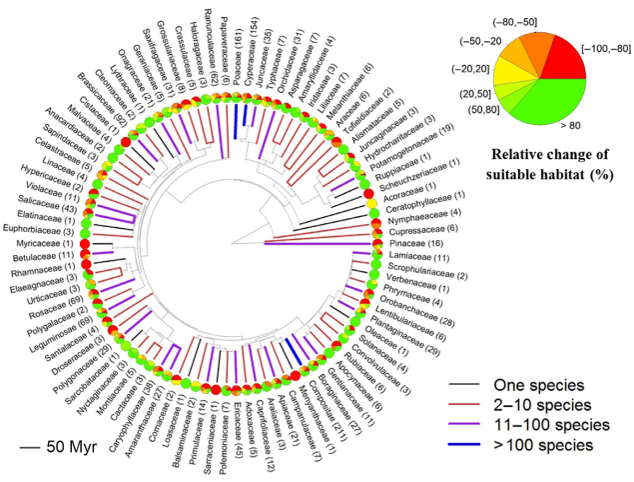 Poaceae (161)
Cyperaceae (154)
Juncaceae (35)
Typhaceae (7)
Orchidaceae (31)
Asparagaceae (7)
Amaryllidaceae (4)
Iridaceae (3)
Liliaceae (7)
Melanthiaceae (6)
Araceae (6)
Tofieldiaceae (2)
Alismataceae (5)
Juncaginaceae (3)
Hydrocharitaceae (3)
Potamogetonaceae (19)
Ruppiaceae (1)
Scheuchzeriaceae (1)
Acoraceae (1)
Ceratophyllaceae (1)
Nymphaeaceae (4)
Cupressaceae (6)
Pinaceae (16)
Lamiaceae (11)
Scrophulariaceae (2)
Verbenaceae (1)
Phrymaceae (4)
Orobanchaceae (28)
Lentibulariaceae (6)
Plantaginaceae (29)
Oleaceae (1)
Solanaceae (4)
Convolvulaceae (3)
Rubiaceae (6)
Apocynaceae (6)
Gentianaceae (11)
Boraginaceae (27)
Compositae (211)
Menyanthaceae (1)
Campanulaceae (7)
Apiaceae (21)
Araliaceae (3)
Caprifoliaceae (12)
Adoxaceae (5)
Ericaceae (45)
Polemoniaceae (7)
Sarraceniaceae (1)
Primulaceae (14)
Balsaminaceae (2)
Loasaceae (1)
Cornaceae (2)
Amaranthaceae (27)
Caryophyllaceae (38)
Cactaceae (3)
Montiaceae (5)
Nyctaginaceae (3)
Sarcobataceae (1)
Polygonaceae (29)
Droseraceae (3)
Santalaceae (4)
Leguminosae (69)
Polygalaceae (2)
Rosaceae (69)
Urticaceae (3)
Elaeagnaceae (3)
Rhamnaceae (1)
Betulaceae (11)
Myricaceae (1)
Euphorbiaceae (3)
Elatinaceae (1)
Salicaceae (43)
Violaceae (11)
Hypericaceae (2)
Linaceae (4)
Celastraceae (5)
Sapindaceae (3)
Anacardiaceae (2)
Malvaceae (4)
Cistaceae (1)
Brassicaceae (92)
Cleomaceae (2)
Lythraceae (1)
Onagraceae (21)
Geraniaceae (5)
Saxifragaceae (31)
Grossulariaceae (8)
Crassulaceae (5)
Haloragaceae (3)
Ranunculaceae (62)
Papaveraceae (6)
(−80,−50]
(−50,−20
(−20,20]
(20,50]
(50,80]
[−100,−80]
> 80
Relative change of
suitable habitat (%)
One species
2−10 species
11−100 species
>100 species
50 Myr